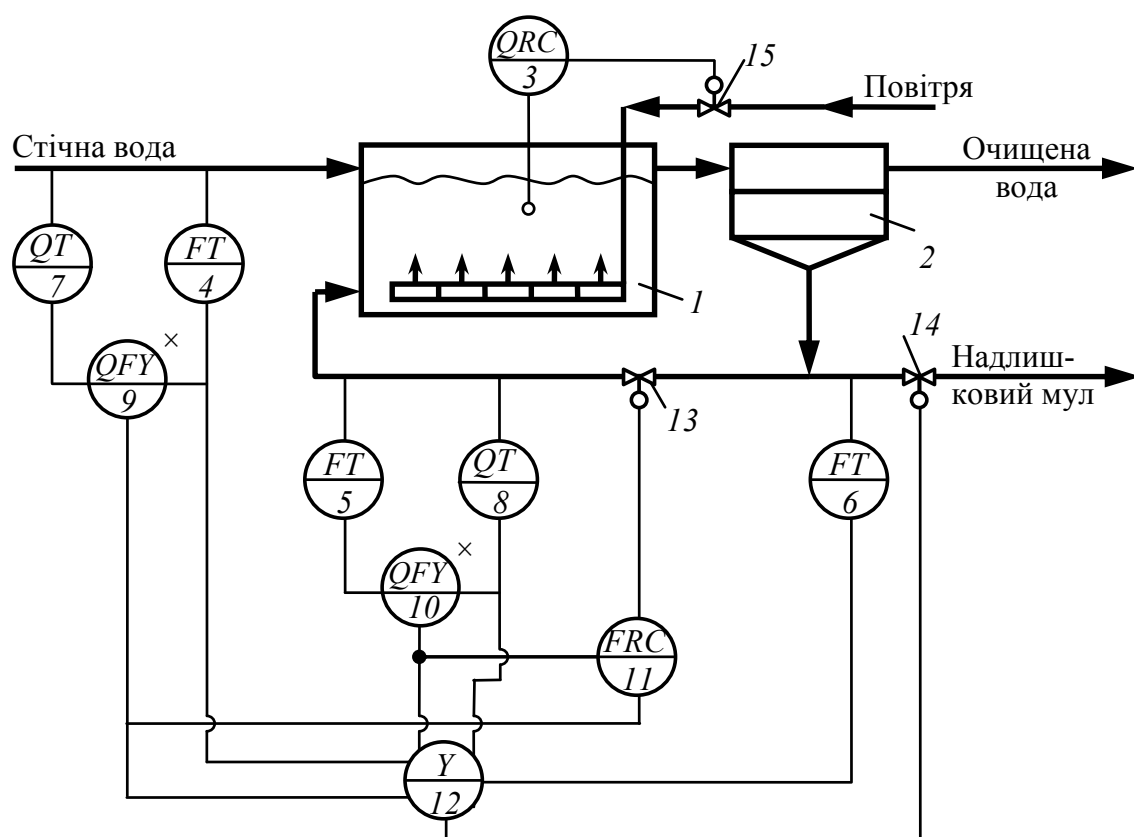 QRC
3
15
Повітря
Стічна вода
Очищена
вода
QT
7
FT
4
1
2
QFY
×
9
14
Надлиш-
ковий мул
13
FT
5
QT
8
FT
6
QFY
×
10
FRC
11
Y
12